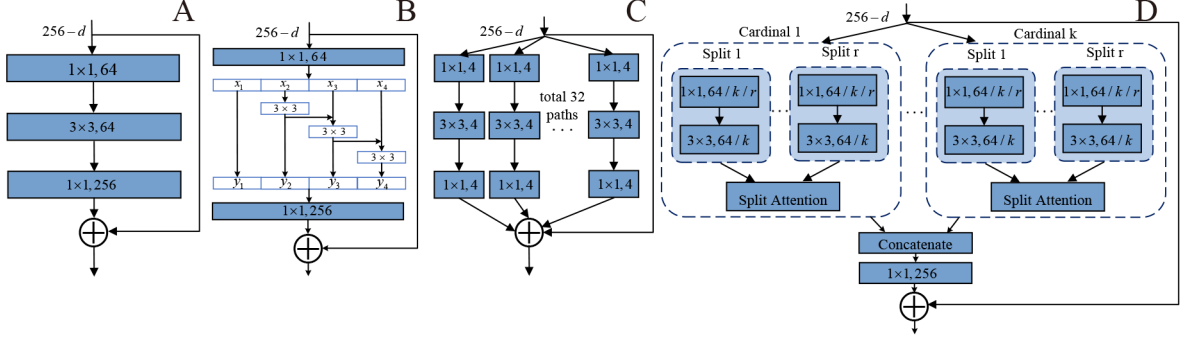 A
256-d
1×1, 64
3×3, 64
1×1, 256
B
256-d
1×1, 64
x1 x2 x3 x4
3 × 3
3 × 3
3 × 3
y1 y2 y3 y4
1×1, 256
C
256-d
1×1, 4 1×1, 4 1×1, 4
total 32
paths
3×3, 4 3×3, 4 ... 3×3, 4
1×1, 4 1×1, 4 1×1, 4
D
256-d
Cardinal 1 Cardinal k
Split 1 Split r Split 1 Split r
1×1, 64 / k / r 1×1, 64 / k / r 1×1, 64 / k / r 1×1, 64 / k / r
... ... ...
3×3, 64 / k 3×3, 64 / k 3×3, 64 / k 3×3, 64 / k
Split Attention Split Attention
Concatenate
1×1, 256